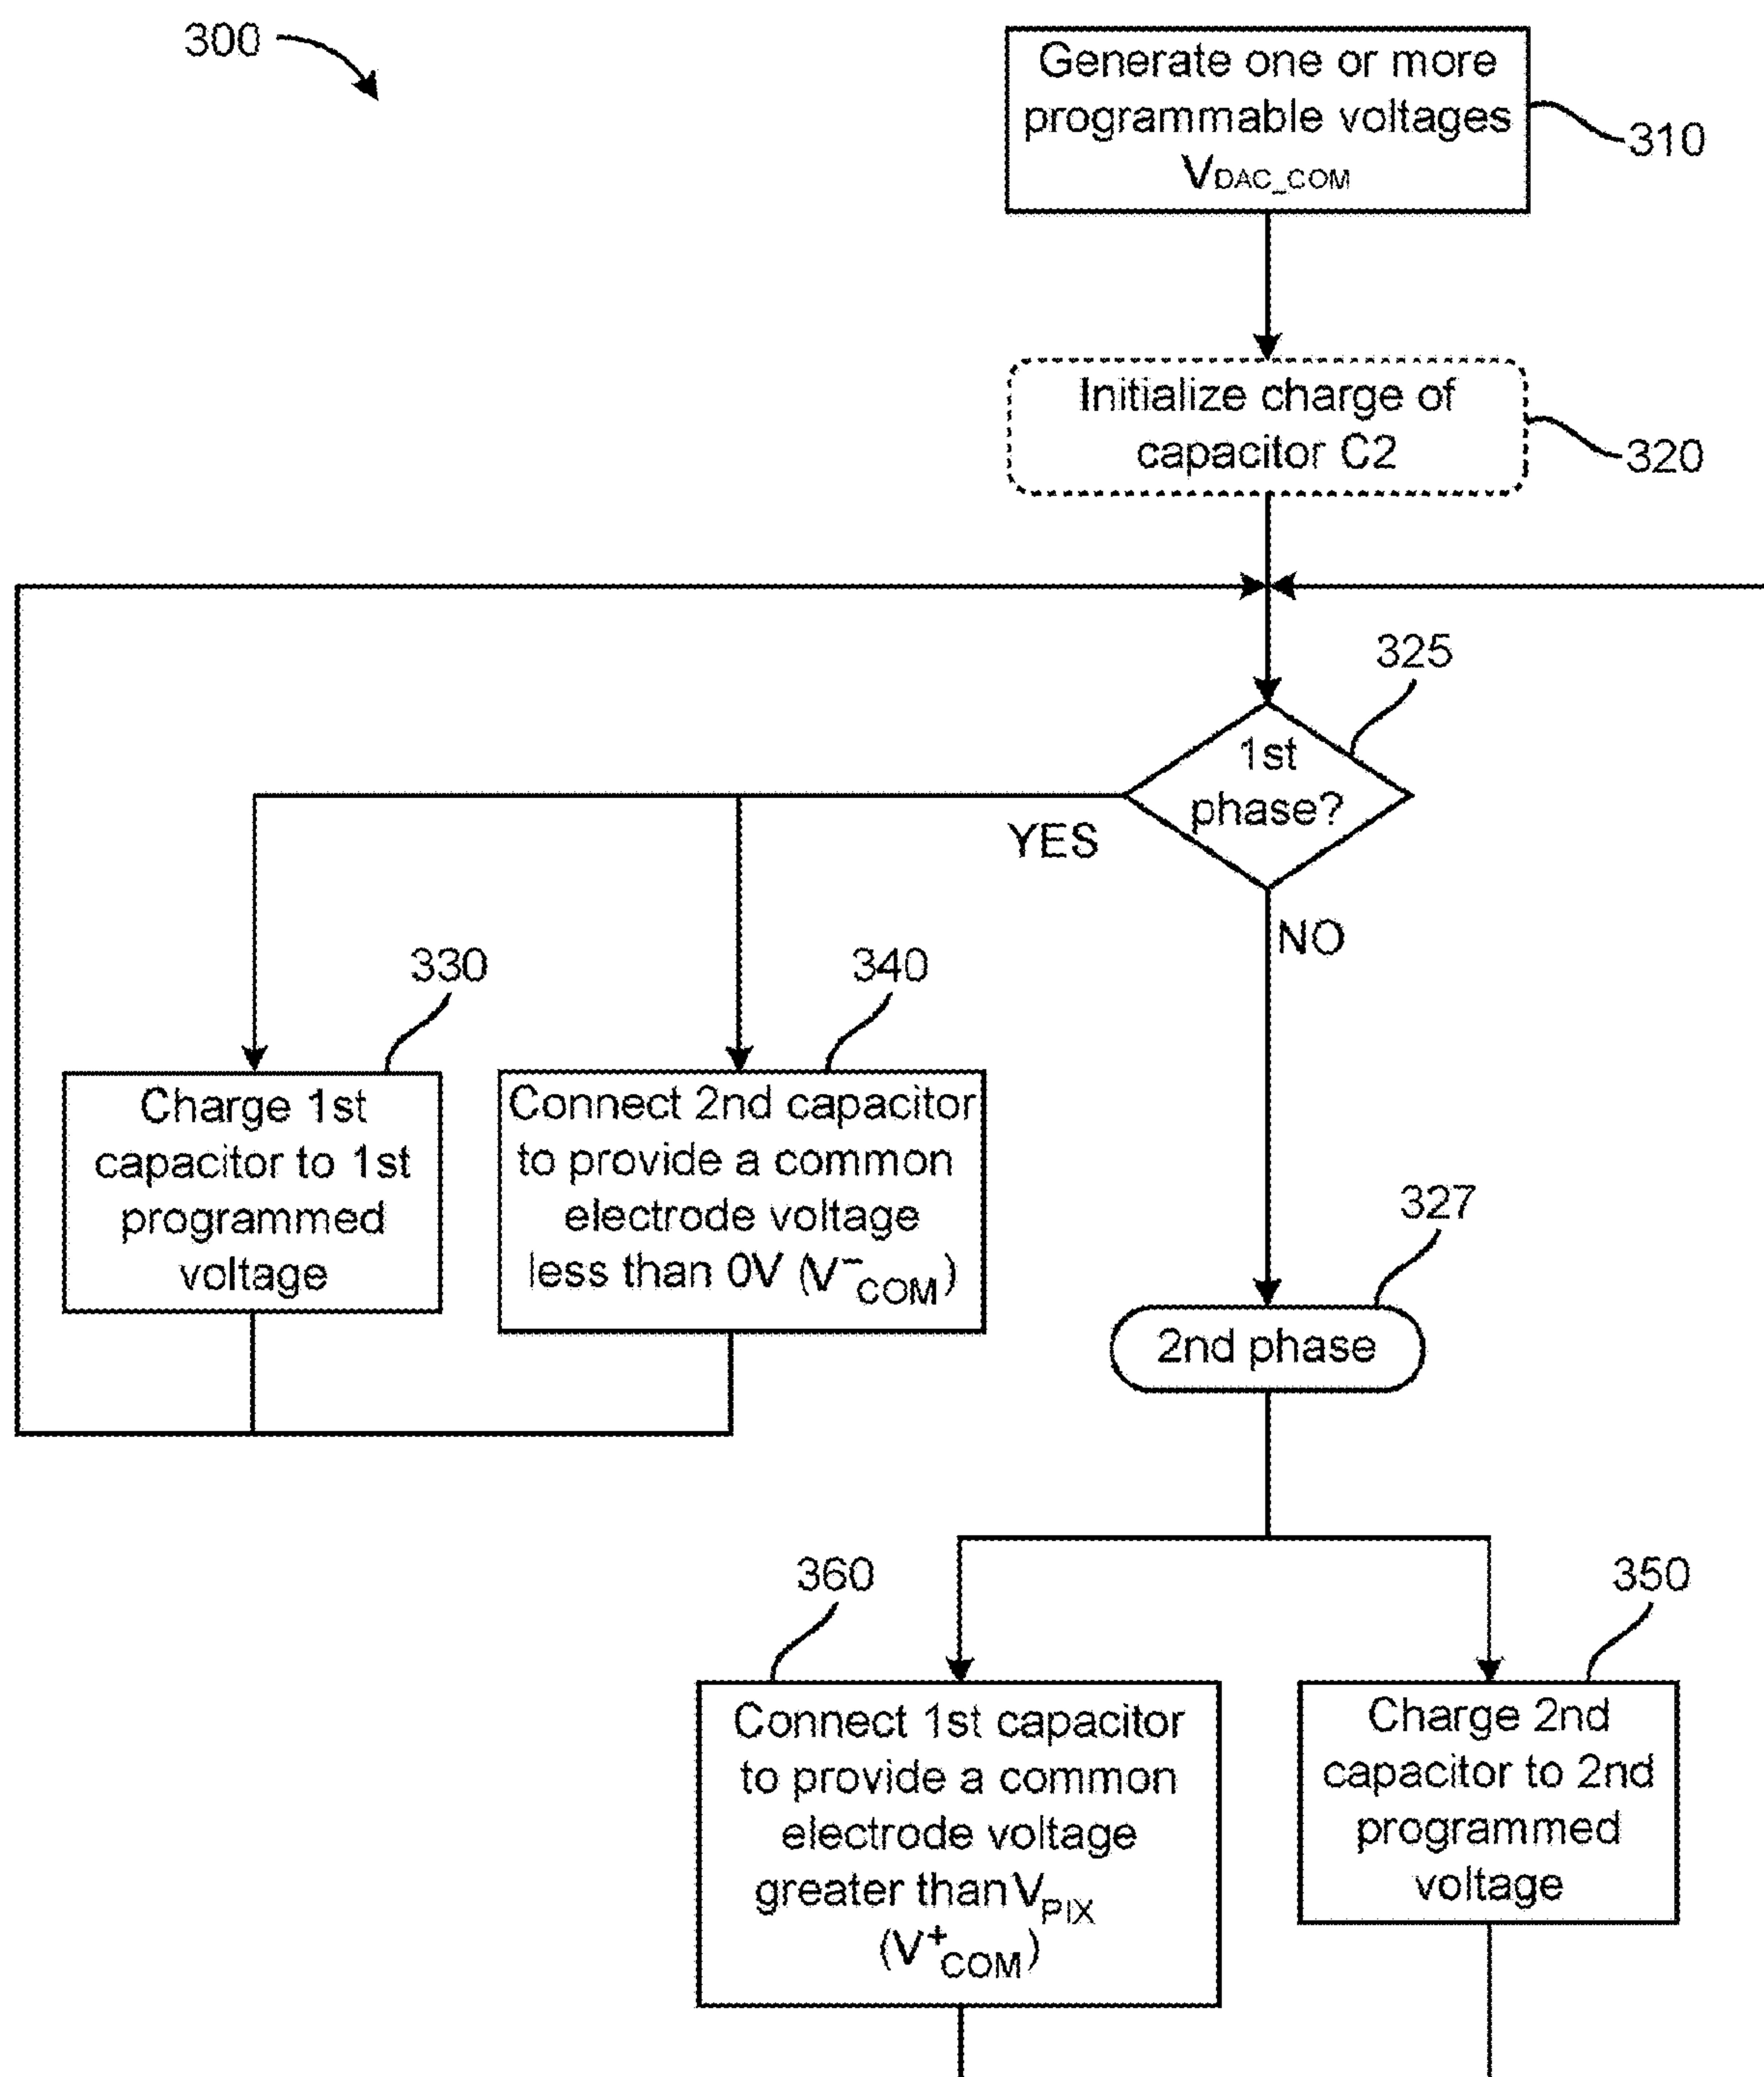 300
Generate one or more
programmable voltages
VDAC_COM
310
Initialize charge of
capacitor C2
320
325
1st
phase?
YES
NO
330
Charge 1st
capacitor to 1st
programmed
voltage
340
Connect 2nd capacitor
to provide a common
electrode voltage
less than 0V (V⁻COM)
327
2nd phase
360
Connect 1st capacitor
to provide a common
electrode voltage
greater than VPIX
(V⁺COM)
350
Charge 2nd
capacitor to 2nd
programmed
voltage